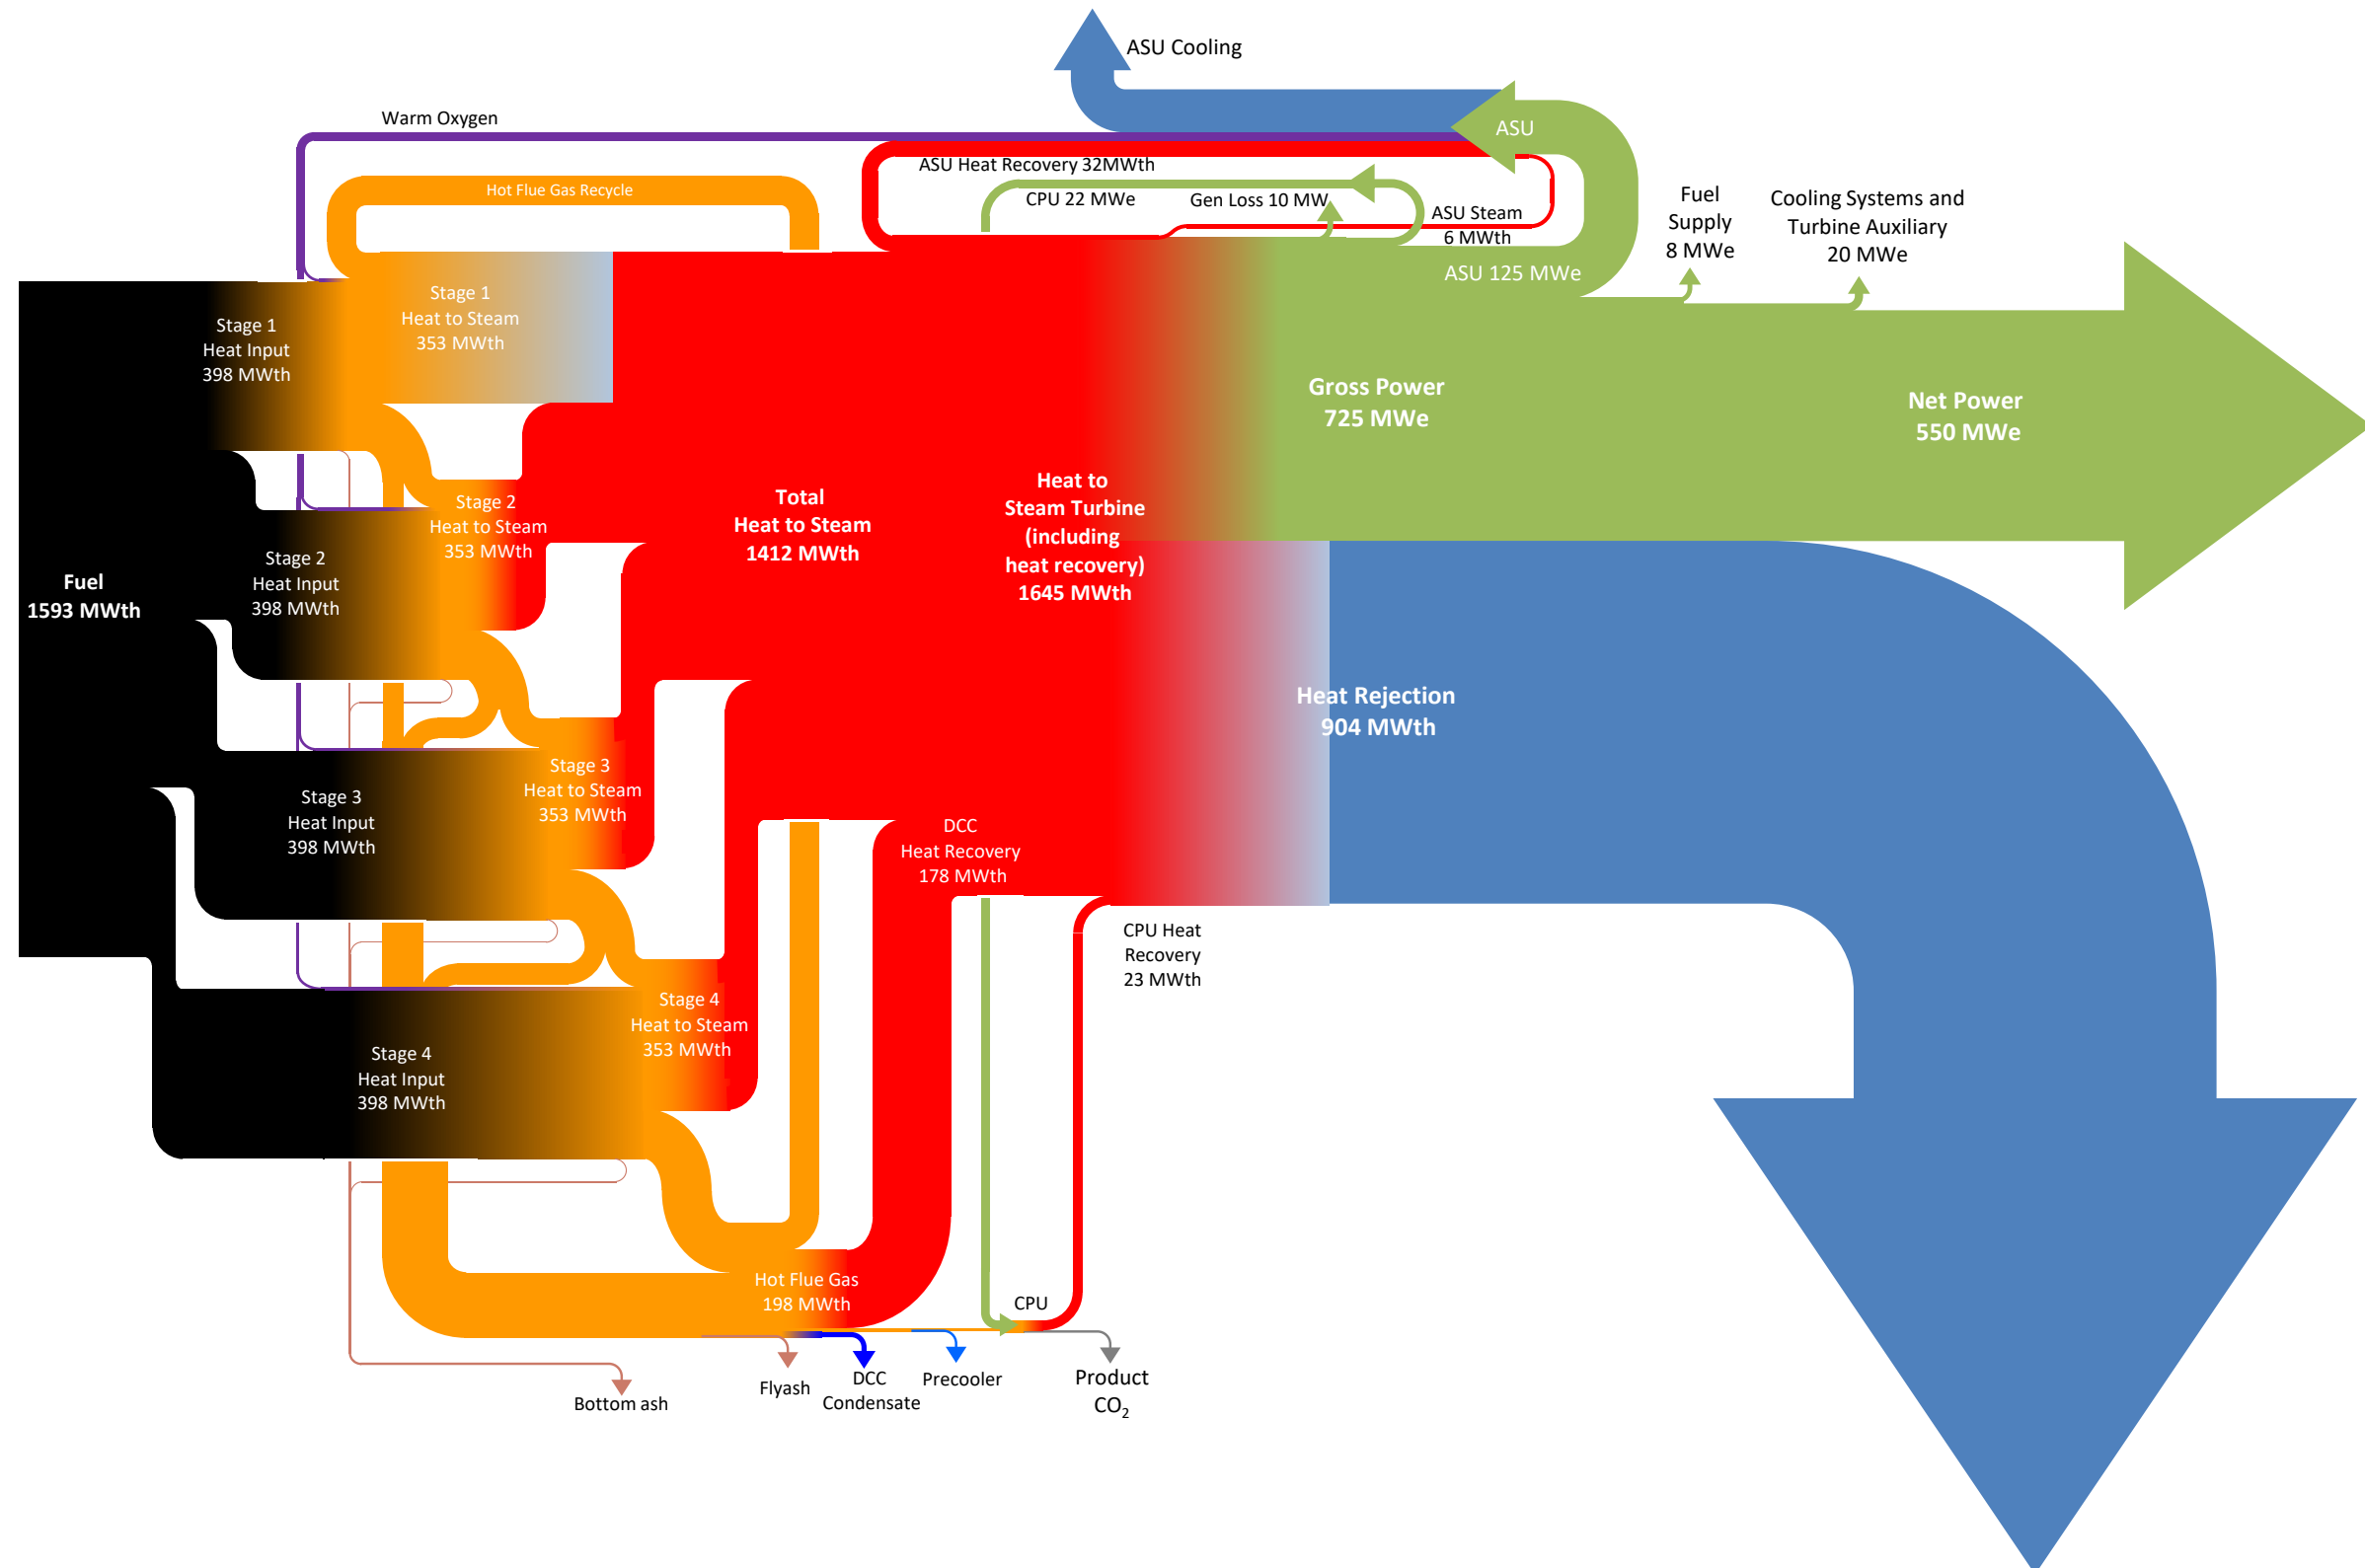 ASU Cooling
Warm Oxygen
ASU
ASU Heat Recovery 32MWth
Hot Flue Gas Recycle
CPU 22 MWe
Gen Loss 10 MW
ASU Steam
6 MWth
Fuel
Supply
8 MWe
Cooling Systems and
Turbine Auxiliary
20 MWe
ASU 125 MWe
Stage 1
Heat Input
398 MWth
Stage 1
Heat to Steam
353 MWth
Gross Power
725 MWe
Net Power
550 MWe
Stage 2
Heat to Steam
353 MWth
Total
Heat to Steam
1412 MWth
Heat to
Steam Turbine
(including
heat recovery)
1645 MWth
Stage 2
Heat Input
398 MWth
Fuel
1593 MWth
Heat Rejection
904 MWth
Stage 3
Heat to Steam
353 MWth
Stage 3
Heat Input
398 MWth
DCC
Heat Recovery
178 MWth
CPU Heat
Recovery
23 MWth
Stage 4
Heat to Steam
353 MWth
Stage 4
Heat Input
398 MWth
Hot Flue Gas
198 MWth
CPU
Bottom ash
Flyash
DCC
Condensate
Precooler
Product
CO2